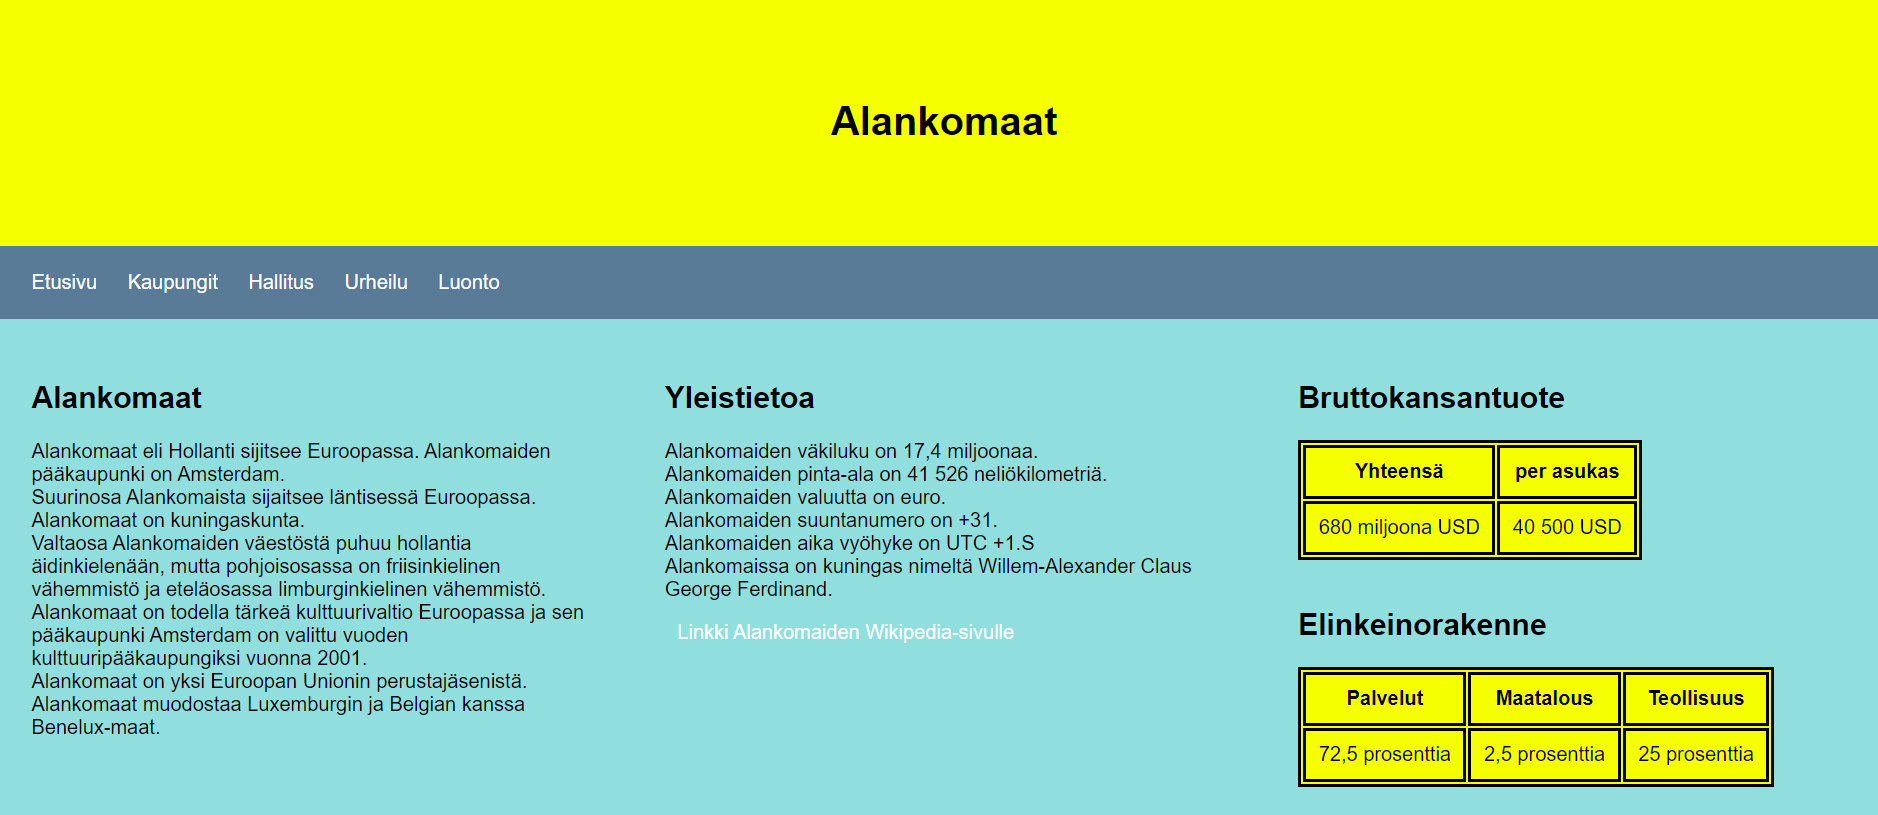 Alankomaat
Etusivu Kaupungit Hallitus Urheilu Luonto
Alankomaat
Alankomaat eli Hollanti sijitsee Euroopassa. Alankomaiden
pääkaupunki on Amsterdam.
Suurinosa Alankomaista sijaitsee läntisessä Euroopassa.
Alankomaat on kuningaskunta.
Valtaosa Alankomaiden väestöstä puhuu hollantia
äidinkielenään, mutta pohjoisosassa on friisinkielinen
vähemmistö ja eteläosassa limburginkielinen vähemmistö.
Alankomaat on todella tärkeä kulttuurivaltio Euroopassa ja sen
pääkaupunki Amsterdam on valittu vuoden
kulttuuripääkaupungiksi vuonna 2001.
Alankomaat on yksi Euroopan Unionin perustajäsenistä.
Alankomaat muodostaa Luxemburgin ja Belgian kanssa
Benelux-maat.
Yleistietoa
Alankomaiden väkiluku on 17,4 miljoonaa.
Alankomaiden pinta-ala on 41 526 neliökilometriä.
Alankomaiden valuutta on euro.
Alankomaiden suuntanumero on +31.
Alankomaiden aika vyöhyke on UTC +1.S
Alankomaissa on kuningas nimeltä Willem-Alexander Claus
George Ferdinand.
Linkki Alankomaiden Wikipedia-sivulle
Bruttokansantuote
Yhteensä per asukas
680 miljoona USD 40 500 USD
Elinkeinorakenne
Palvelut Maatalous Teollisuus
72,5 prosenttia 2,5 prosenttia 25 prosenttia